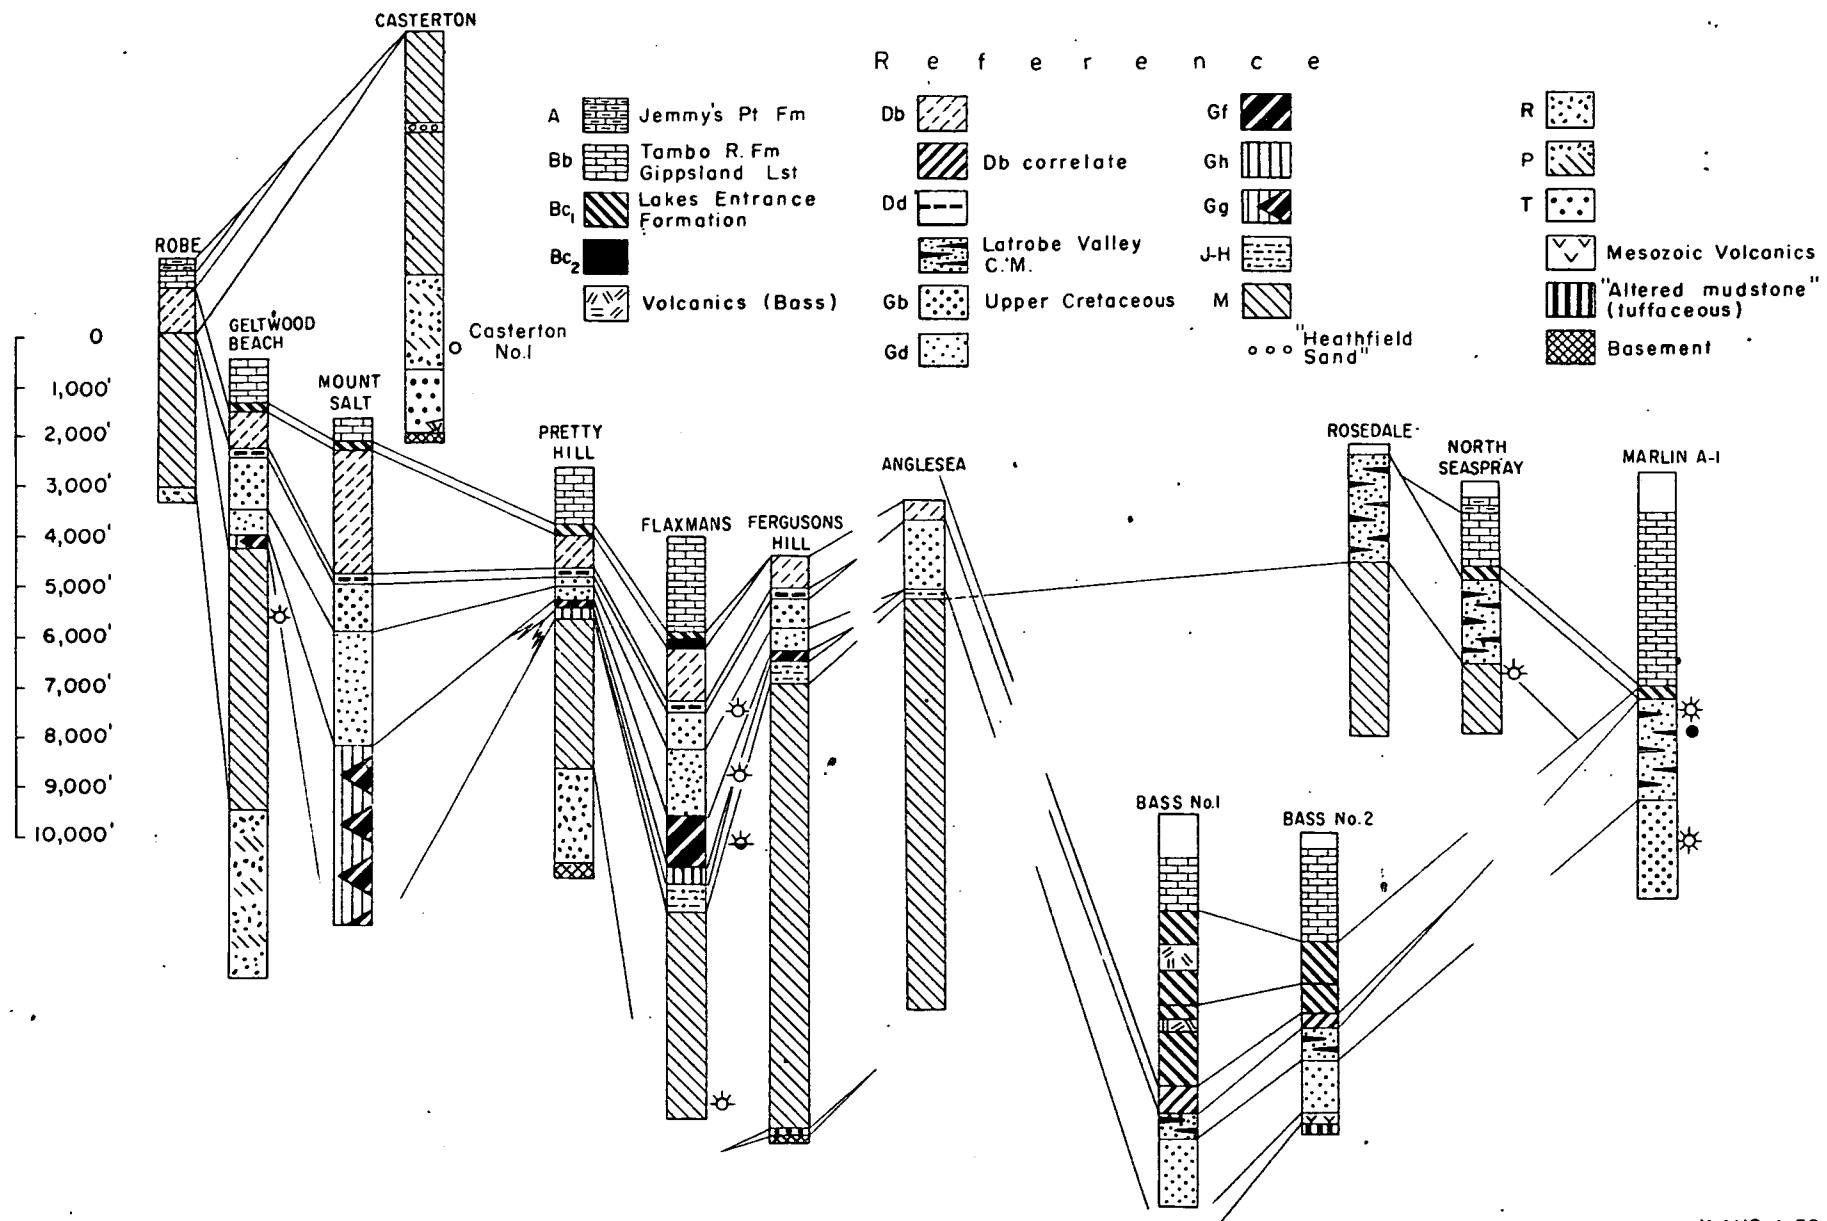 CASTERTON
R e f e r e n c e
A Jemmy's Pt Fm
Bb Tambo R. Fm
Gippsland Lst
Bc1 Lakes Entrance
Formation
Bc2
Volcanics (Bass)
Db
Db correlate
Dd
Latrobe Valley
C.M.
Gb Upper Cretaceous
Gd
Gf
Gh
Gg
J-H
M
"Heathfield
Sand"
R
P
T
Mesozoic Volcanics
"Altered mudstone"
(tuffaceous)
Basement
ROBE
GELTWOOD
BEACH
MOUNT
SALT
Casterton
No.1
PRETTY
HILL
FLAXMANS
FERGUSONS
HILL
ANGLESEA
ROSEDALE
NORTH
SEASPRAY
MARLIN A-1
BASS No.1
BASS No.2
0
1,000'
2,000'
3,000'
4,000'
5,000'
6,000'
7,000'
8,000'
9,000'
10,000'